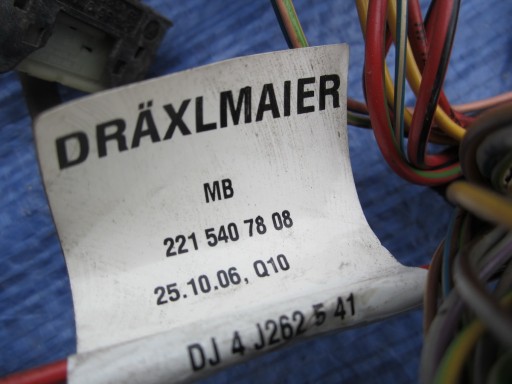 DRÄXLMAIER
MB
221 540 78 08
25.10.06, Q10
DJ 4 J262 5 41